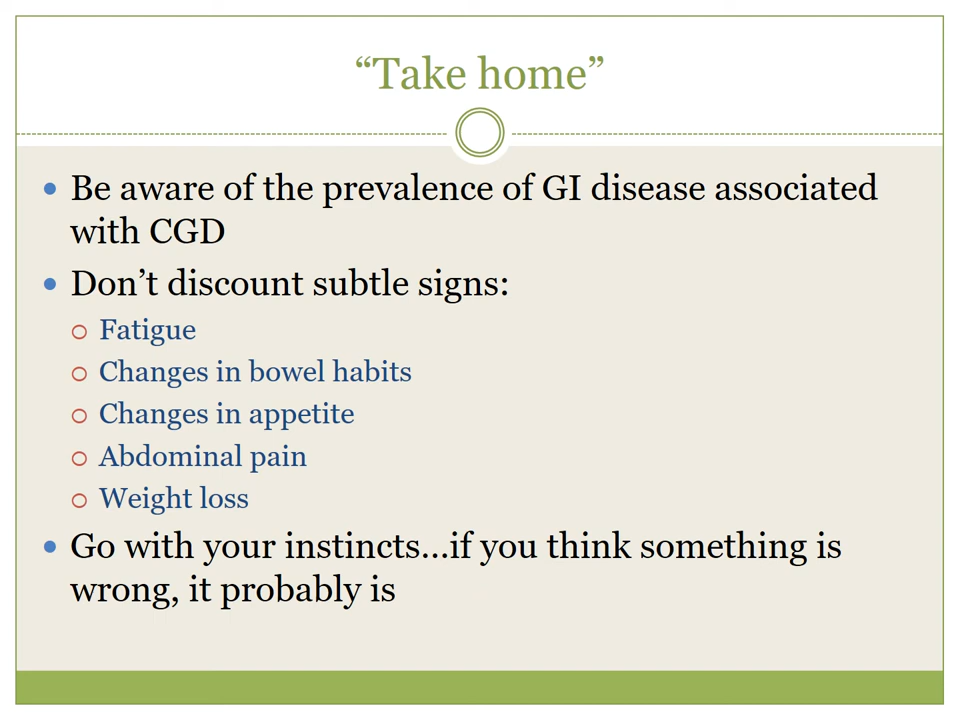 “Take home”
Be aware of the prevalence of GI disease associated
with CGD
Don’t discount subtle signs:
Fatigue
Changes in bowel habits
Changes in appetite
Abdominal pain
Weight loss
Go with your instincts…if you think something is
wrong, it probably is